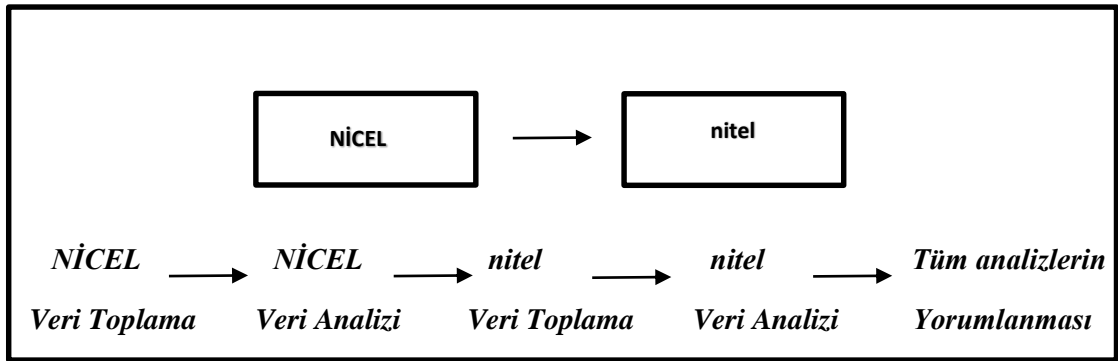 NİCEL nitel
NİCEL NİCEL nitel nitel Tüm analizlerin
Veri Toplama Veri Analizi Veri Toplama Veri Analizi Yorumlanması